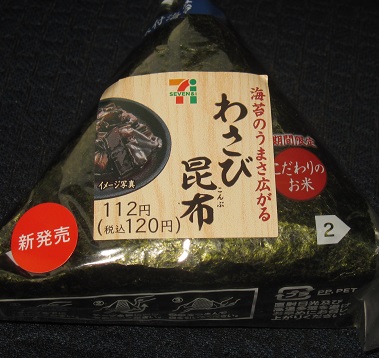 SEVEN&i
海苔のうまさ広がる
わさび
昆布
こんぶ
イメージ写真
112円
(税込120円)
期間限定
こだわりの
お米
新発売
2
PP, PET